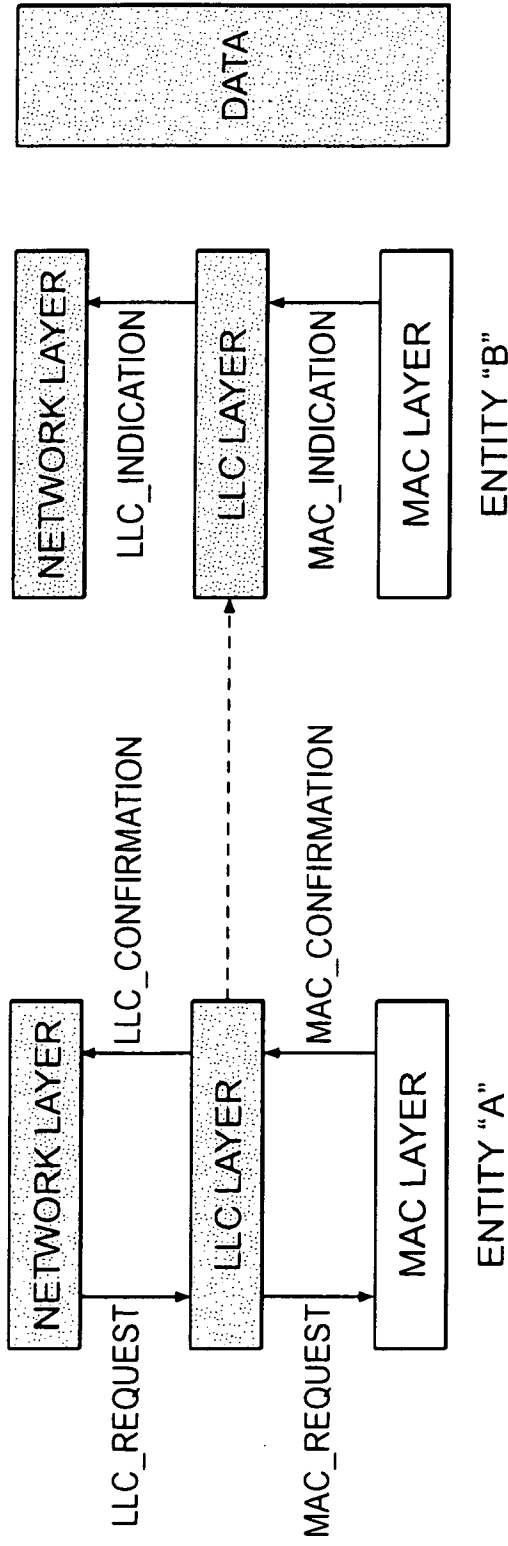 NETWORK LAYER
LLC_REQUEST
LLC_CONFIRMATION
LLC LAYER
MAC_REQUEST
MAC_CONFIRMATION
MAC LAYER
ENTITY “A”
NETWORK LAYER
LLC_INDICATION
LLC LAYER
MAC_INDICATION
MAC LAYER
ENTITY “B”
DATA